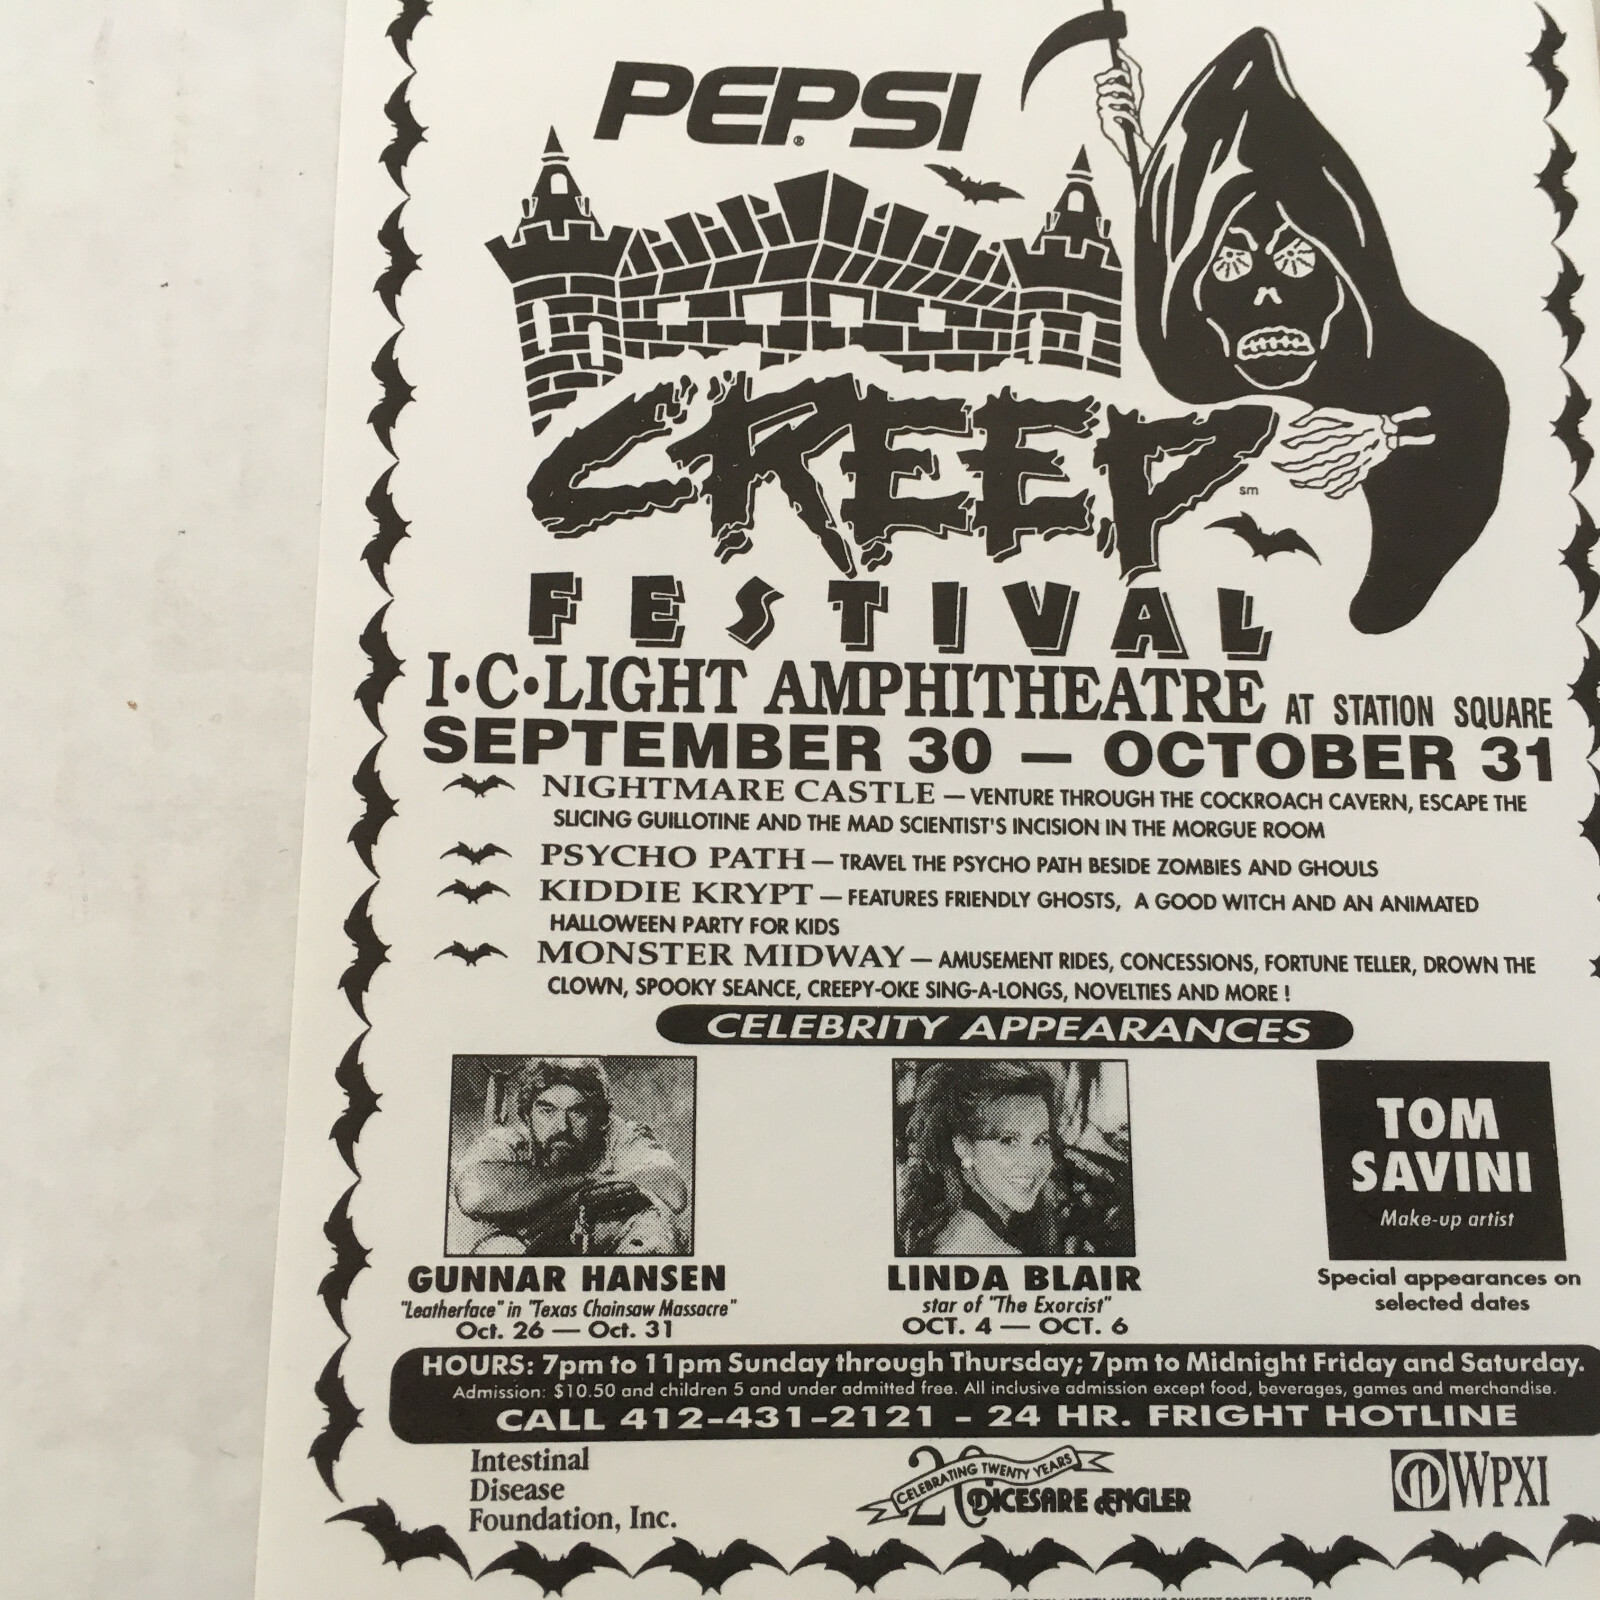 PEPSI
CREEP
sm
FESTIVAL
I•C•LIGHT AMPHITHEATRE AT STATION SQUARE
SEPTEMBER 30 — OCTOBER 31
NIGHTMARE CASTLE — VENTURE THROUGH THE COCKROACH CAVERN, ESCAPE THE
SLICING GUILLOTINE AND THE MAD SCIENTIST'S INCISION IN THE MORGUE ROOM
PSYCHO PATH — TRAVEL THE PSYCHO PATH BESIDE ZOMBIES AND GHOULS
KIDDIE KRYPT — FEATURES FRIENDLY GHOSTS, A GOOD WITCH AND AN ANIMATED
HALLOWEEN PARTY FOR KIDS
MONSTER MIDWAY — AMUSEMENT RIDES, CONCESSIONS, FORTUNE TELLER, DROWN THE
CLOWN, SPOOKY SEANCE, CREEPY-OKE SING-A-LONGS, NOVELTIES AND MORE !
CELEBRITY APPEARANCES
GUNNAR HANSEN
"Leatherface" in "Texas Chainsaw Massacre"
Oct. 26 — Oct. 31
LINDA BLAIR
star of "The Exorcist"
OCT. 4 — OCT. 6
TOM
SAVINI
Make-up artist
Special appearances on
selected dates
HOURS: 7pm to 11pm Sunday through Thursday; 7pm to Midnight Friday and Saturday.
Admission: $10.50 and children 5 and under admitted free. All inclusive admission except food, beverages, games and merchandise.
CALL 412-431-2121 - 24 HR. FRIGHT HOTLINE
Intestinal
Disease
Foundation, Inc.
20
CELEBRATING TWENTY YEARS
DICESARE ENGLER
11 WPXI